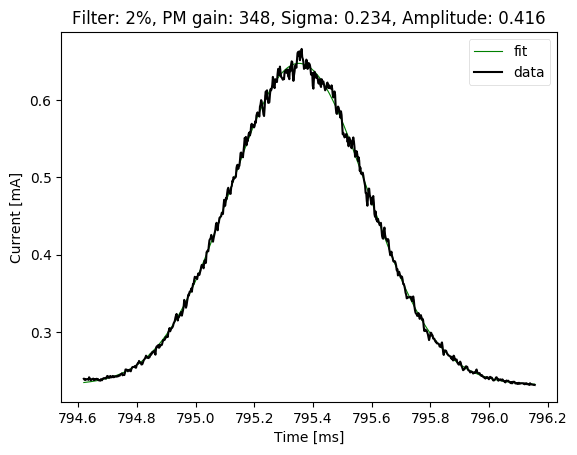 Filter: 2%, PM gain: 348, Sigma: 0.234, Amplitude: 0.416
fit
data
0.6
0.5
0.4
0.3
Current [mA]
794.6 794.8 795.0 795.2 795.4 795.6 795.8 796.0 796.2
Time [ms]